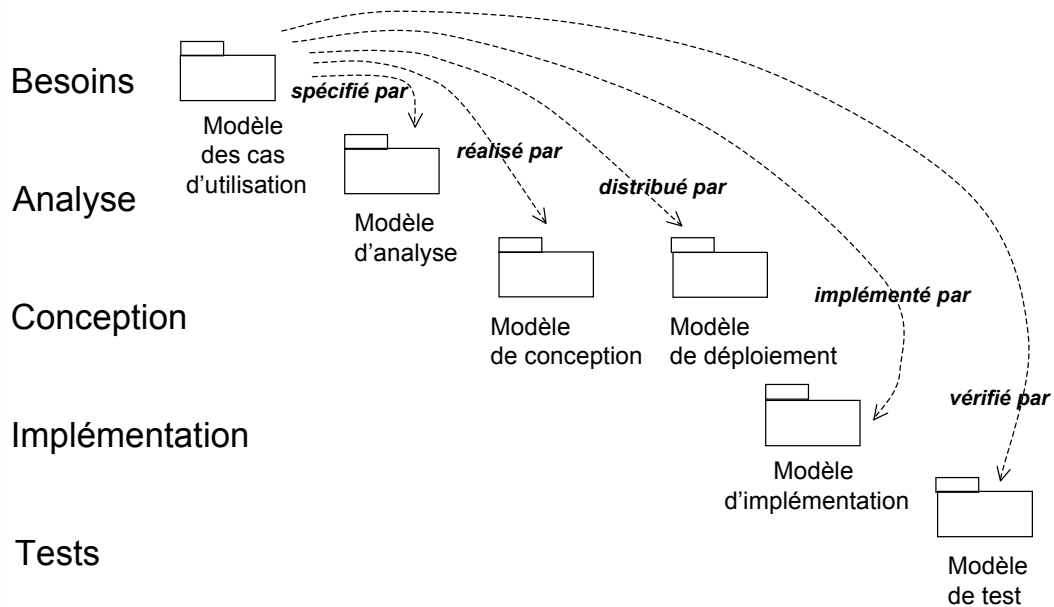 Besoins
spécifié par
Modèle
des cas
d'utilisation
réalisé par
distribué par
Analyse
Modèle
d'analyse
implémenté par
Conception
Modèle
de conception
Modèle
de déploiement
vérifié par
Implémentation
Modèle
d'implémentation
Tests
Modèle
de test